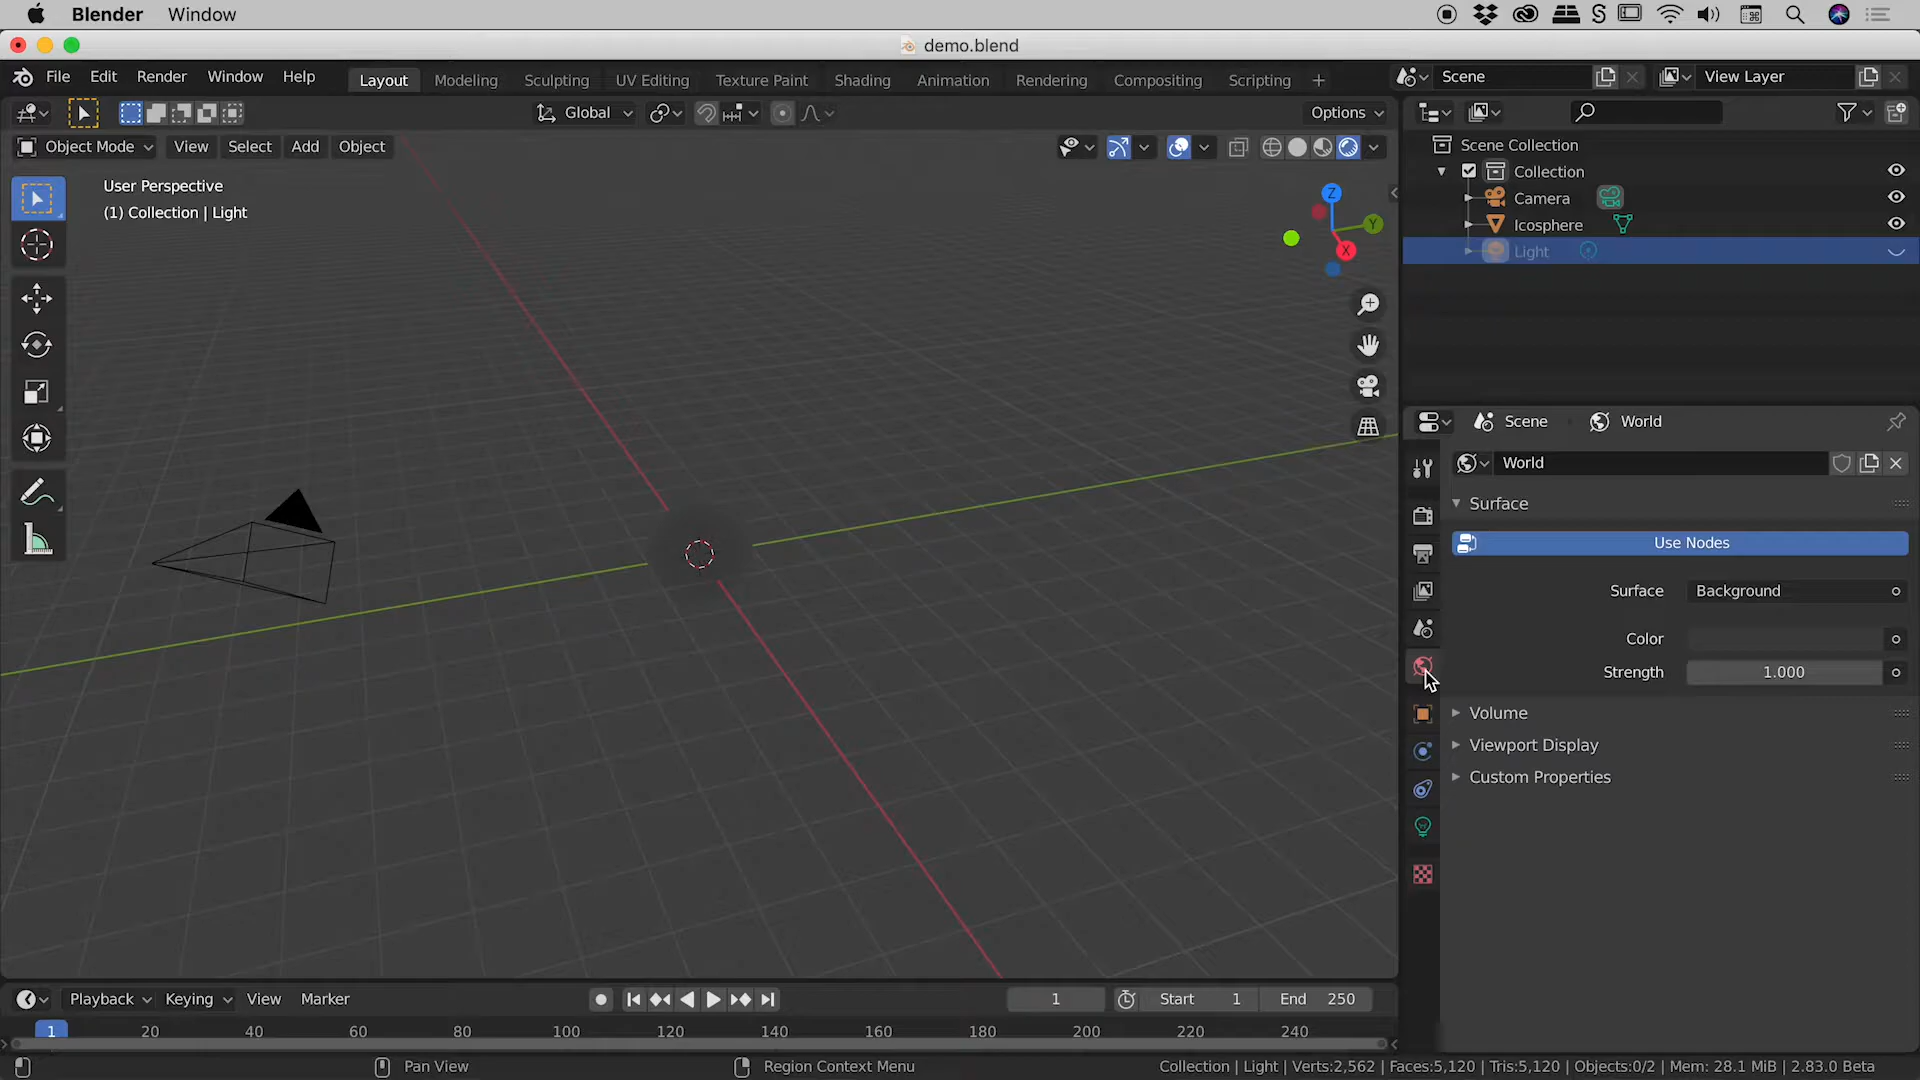 Blender Window
demo.blend
File Edit Render Window Help Layout Modeling Sculpting UV Editing Texture Paint Shading Animation Rendering Compositing Scripting + Scene View Layer
Global Options
Object Mode View Select Add Object
User Perspective
(1) Collection | Light
Z
Y
X
Scene Collection
Collection
Camera
Icosphere
Light
Scene World
World
Surface
Use Nodes
Surface Background
Color
Strength 1.000
Volume
Viewport Display
Custom Properties
Playback Keying View Marker 1 Start 1 End 250
1 20 40 60 80 100 120 140 160 180 200 220 240
Pan View Region Context Menu Collection | Light | Verts:2,562 | Faces:5,120 | Tris:5,120 | Objects:0/2 | Mem: 28.1 MiB | 2.83.0 Beta